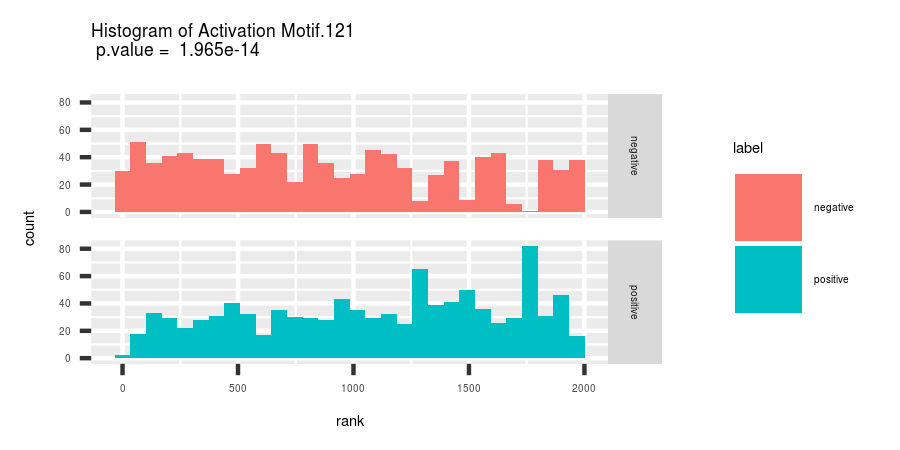 Histogram of Activation Motif.121
p.value = 1.965e-14
count
80
60
40
20
0
negative
80
60
40
20
0
positive
0 500 1000 1500 2000
rank
label
negative
positive